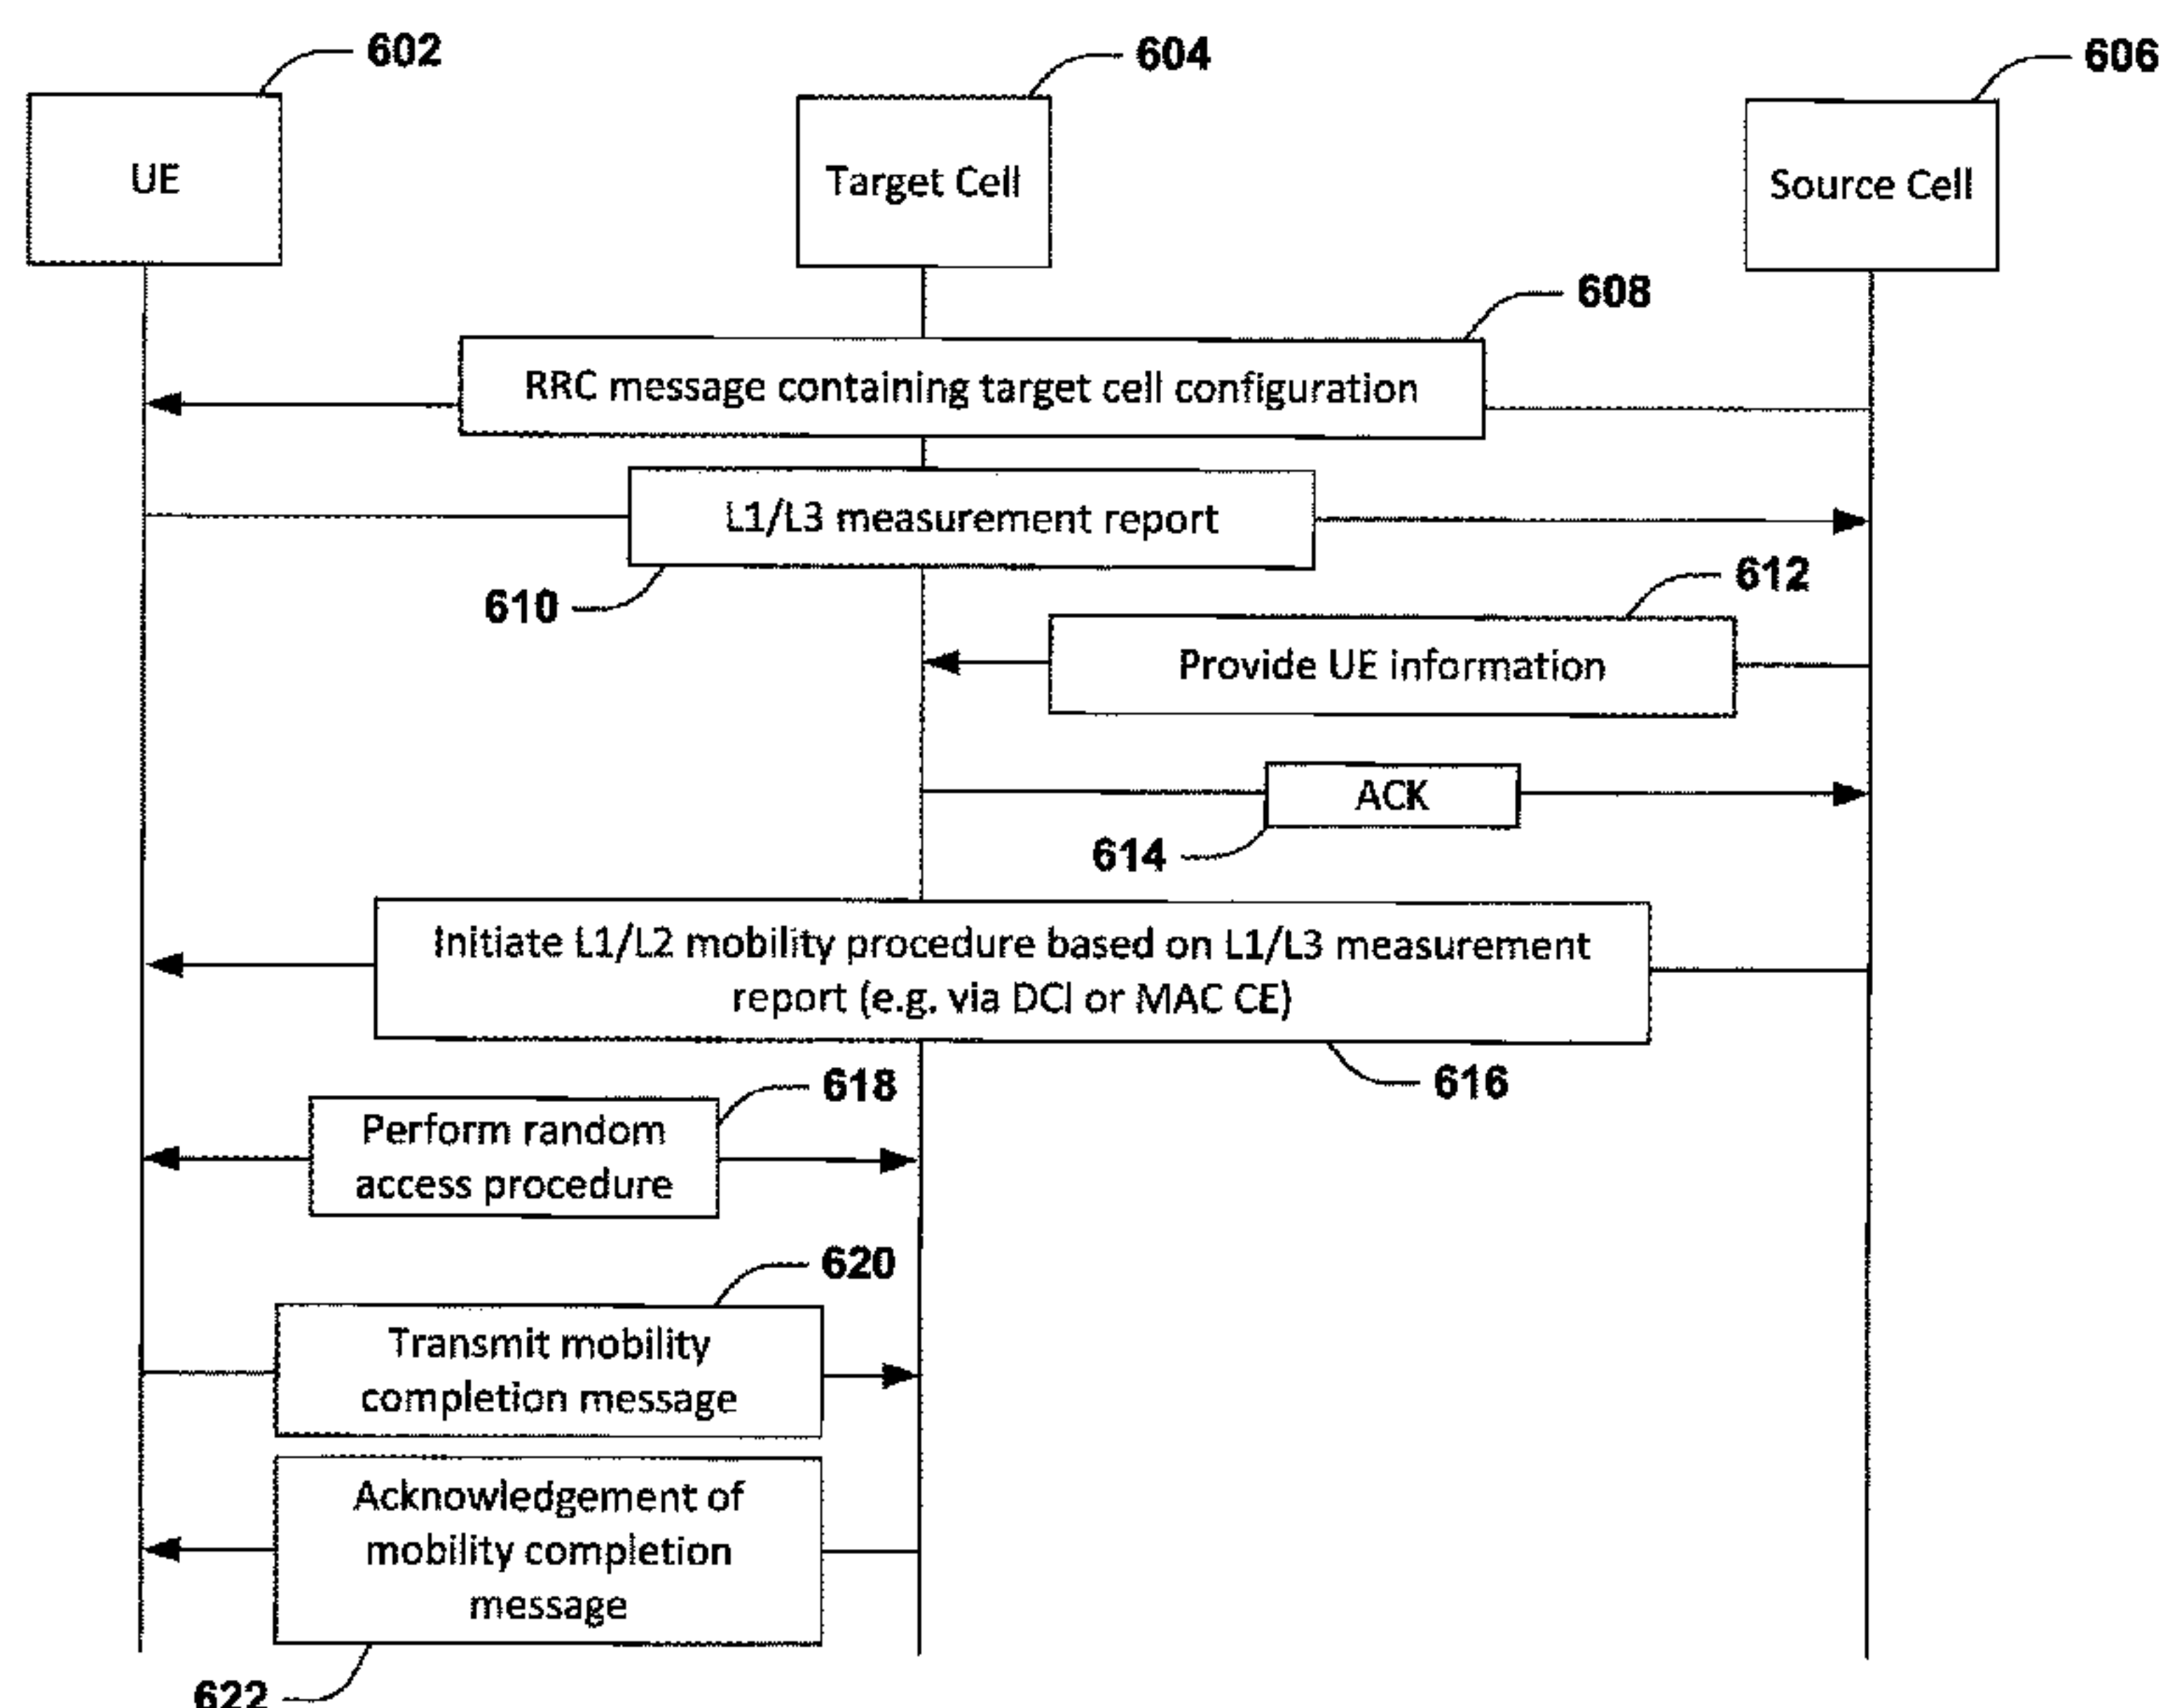 602
604
606
UE
Target Cell
Source Cell
608
RRC message containing target cell configuration
L1/L3 measurement report
610
612
Provide UE information
ACK
614
Initiate L1/L2 mobility procedure based on L1/L3 measurement
report (e.g. via DCI or MAC CE)
616
618
Perform random
access procedure
620
Transmit mobility
completion message
Acknowledgement of
mobility completion
message
622